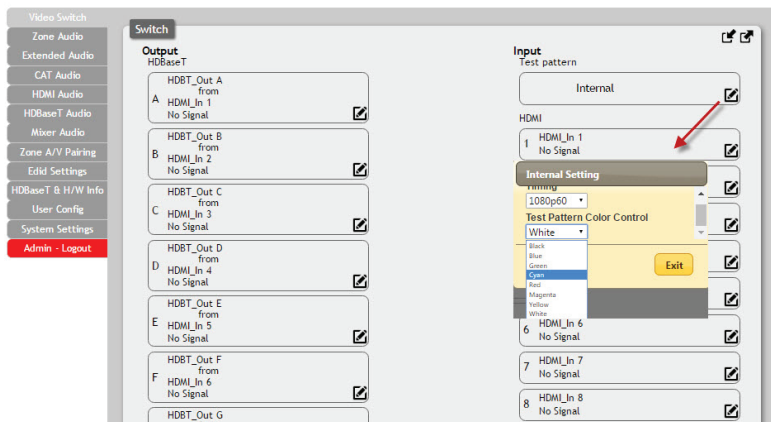 Video Switch
Zone Audio
Extended Audio
CAT Audio
HDMI Audio
HDBaseT Audio
Mixer Audio
Zone A/V Pairing
Edid Settings
HDBaseT & H/W Info
User Config
System Settings
Admin - Logout
Switch
Output
HDBaseT
A
HDBT_Out A
from
HDMI_In 1
No Signal
B
HDBT_Out B
from
HDMI_In 2
No Signal
C
HDBT_Out C
from
HDMI_In 3
No Signal
D
HDBT_Out D
from
HDMI_In 4
No Signal
E
HDBT_Out E
from
HDMI_In 5
No Signal
F
HDBT_Out F
from
HDMI_In 6
No Signal
HDBT_Out G
Input
Test pattern
Internal
HDMI
1
HDMI_In 1
No Signal
Internal Setting
Timing
1080p60
Test Pattern Color Control
White
Black
Blue
Green
Cyan
Red
Magenta
Yellow
White
Exit
6
HDMI_In 6
No Signal
7
HDMI_In 7
No Signal
8
HDMI_In 8
No Signal